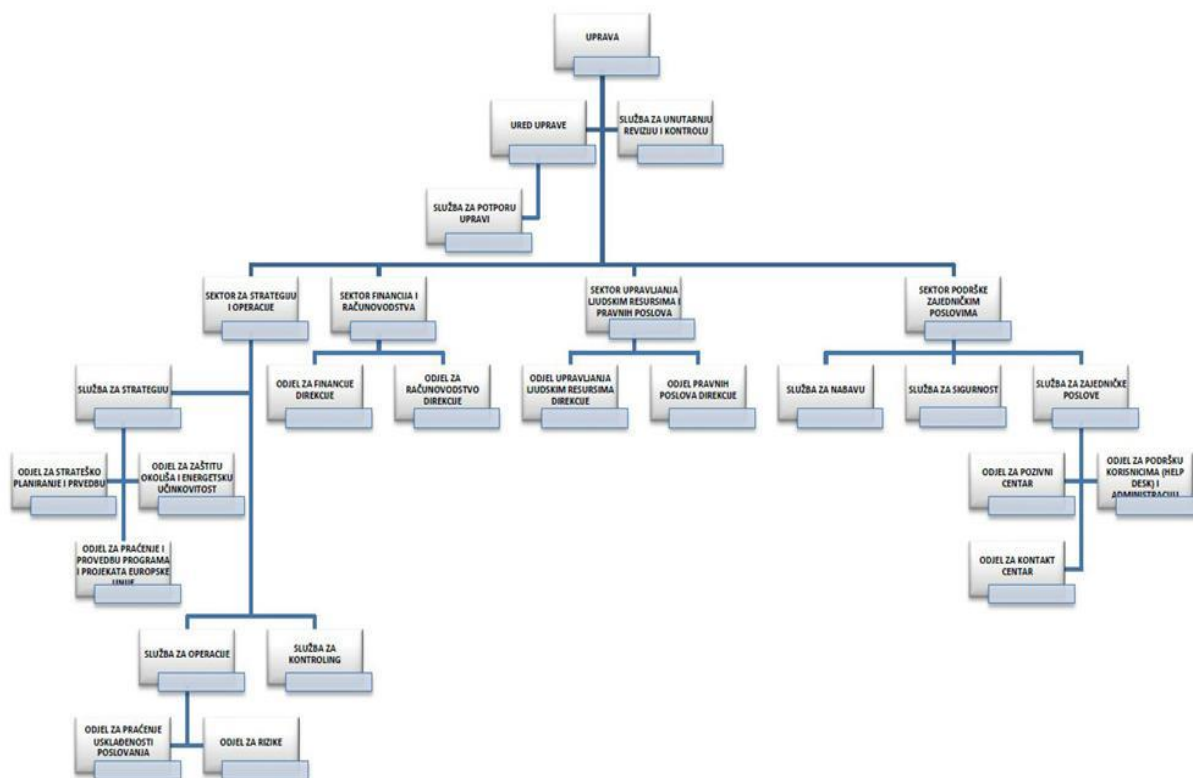 UPRAVA
URED UPRAVE
SLUŽBA ZA UNUTARNJU
REVIZIJU I KONTROLU
SLUŽBA ZA POTPORU
UPRAVI
SEKTOR ZA STRATEGIJU
I OPERACIJE
SEKTOR FINANCIJA I
RAČUNOVODSTVA
SEKTOR UPRAVLJANJA
LJUDSKIM RESURSIMA I
PRAVNIH POSLOVA
SEKTOR PODRŠKE
ZAJEDNIČKIM
POSLOVIMA
SLUŽBA ZA STRATEGIJU
ODJEL ZA FINANCIJE
DIREKCIJE
ODJEL ZA
RAČUNOVODSTVO
DIREKCIJE
ODJEL UPRAVLJANJA
LJUDSKIM RESURSIMA
DIREKCIJE
ODJEL PRAVNIH
POSLOVA DIREKCIJE
SLUŽBA ZA NABAVU
SLUŽBA ZA SIGURNOST
SLUŽBA ZA ZAJEDNIČKE
POSLOVE
ODJEL ZA STRATEŠKO
PLANIRANJE I PRVEDBU
ODJEL ZA ZAŠTITU
OKOLIŠA I ENERGETSKU
UČINKOVITOST
ODJEL ZA POZIVNI
CENTAR
ODJEL ZA PODRŠKU
KORISNICIMA (HELP
DESK) I
ADMINISTRACIJU
ODJEL ZA PRAĆENJE I
PROVEDBU PROGRAMA
I PROJEKATA EUROPSKE
UNIJE
ODJEL ZA KONTAKT
CENTAR
SLUŽBA ZA OPERACIJE
SLUŽBA ZA
KONTROLING
ODJEL ZA PRAĆENJE
USKLAĐENOSTI
POSLOVANJA
ODJEL ZA RIZIKE